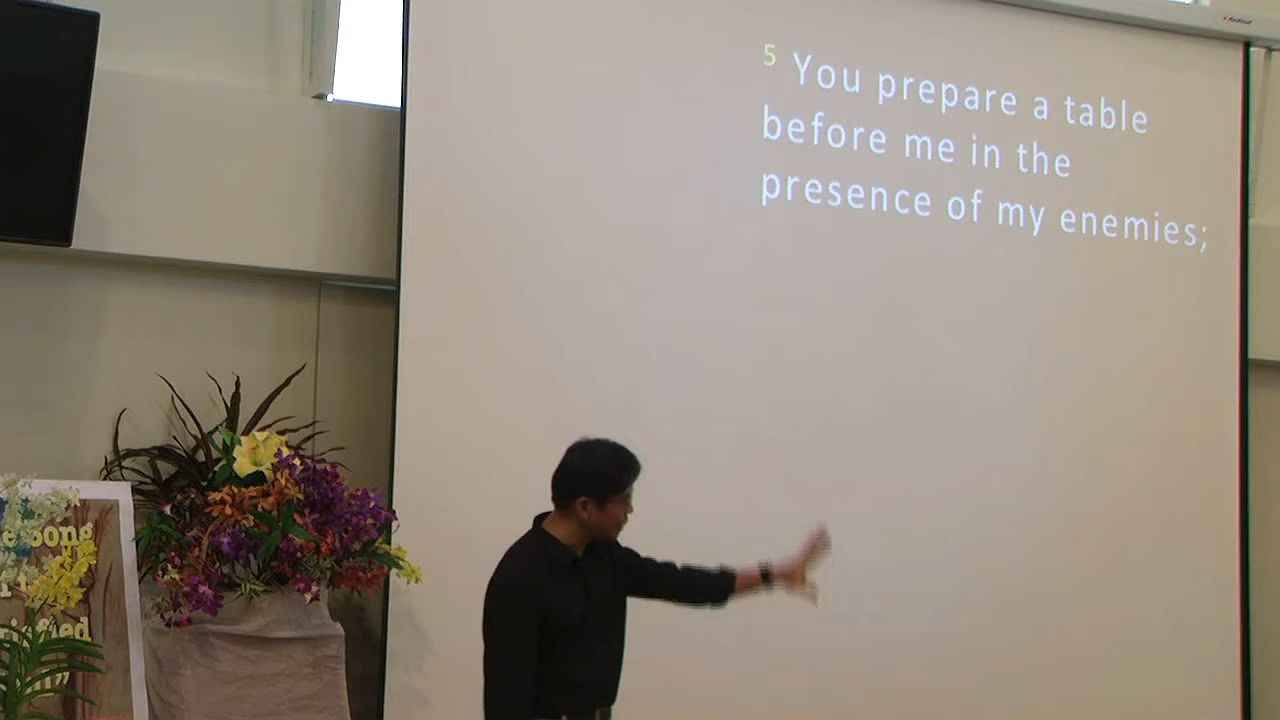 5 You prepare a table
before me in the
presence of my enemies;